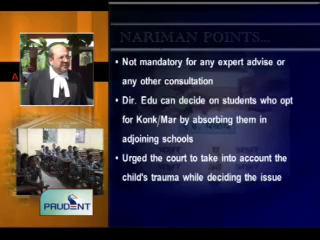 NARIMAN POINTS...
• Not mandatory for any expert advise or
any other consultation
• Dir. Edu can decide on students who opt
for Konk/Mar by absorbing them in
adjoining schools
• Urged the court to take into account the
child's trauma while deciding the issue
A
PRUDENT